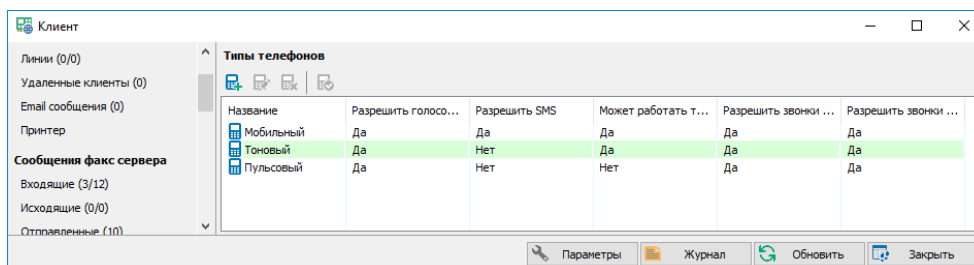 Клиент
Линии (0/0)
Удаленные клиенты (0)
Email сообщения (0)
Принтер
Сообщения факс сервера
Входящие (3/12)
Исходящие (0/0)
Отправленные (10)
Типы телефонов
Название Разрешить голосо... Разрешить SMS Может работать т... Разрешить звонки ... Разрешить звонки ...
Мобильный Да Да Да Да Да
Тоновый Да Нет Да Да Да
Пульсовый Да Нет Нет Да Да
Параметры Журнал Обновить Закрыть